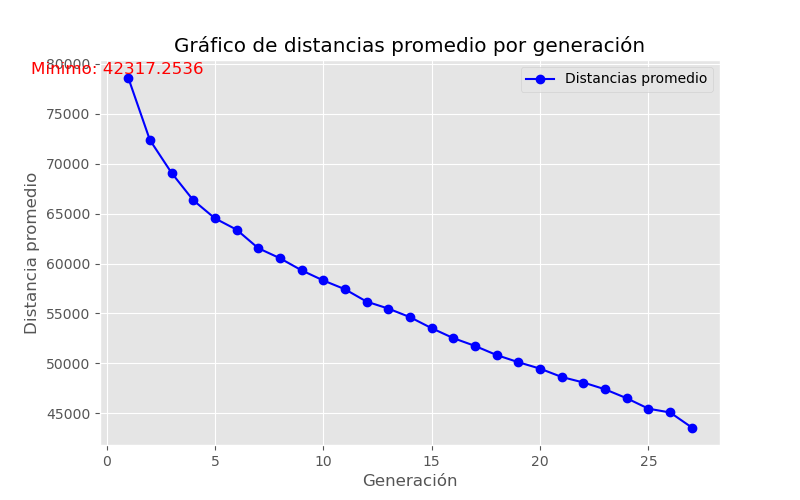 Gráfico de distancias promedio por generación
Mínimo: 42317.2536
Distancias promedio
80000
75000
70000
65000
60000
55000
50000
45000
Distancia promedio
0 5 10 15 20 25
Generación